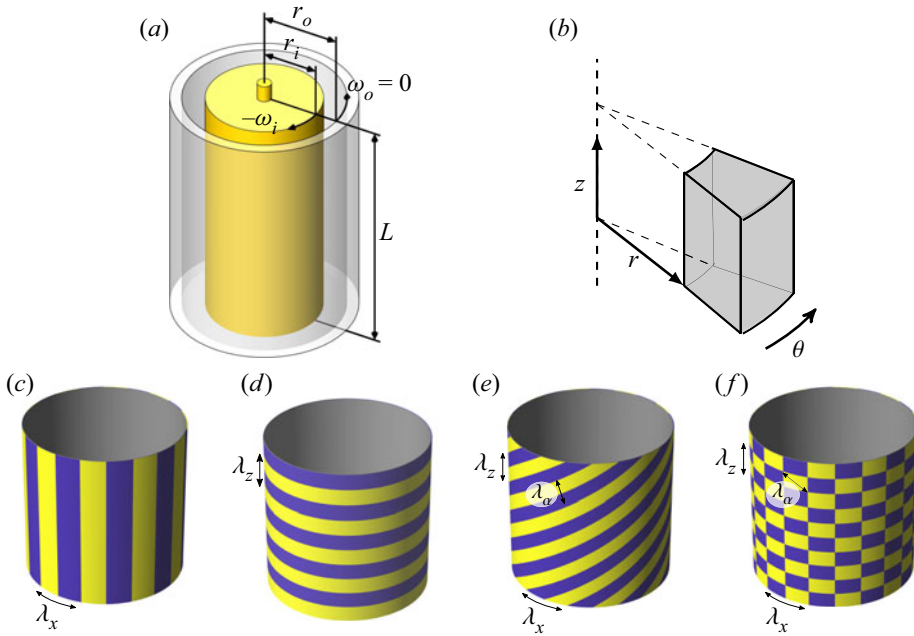 (a)
r_o
r_i
ω_o = 0
−ω_i
L
(b)
z
r
θ
(c)
λ_x
(d)
λ_z
(e)
λ_z
λ_α
λ_x
(f)
λ_z
λ_α
λ_x